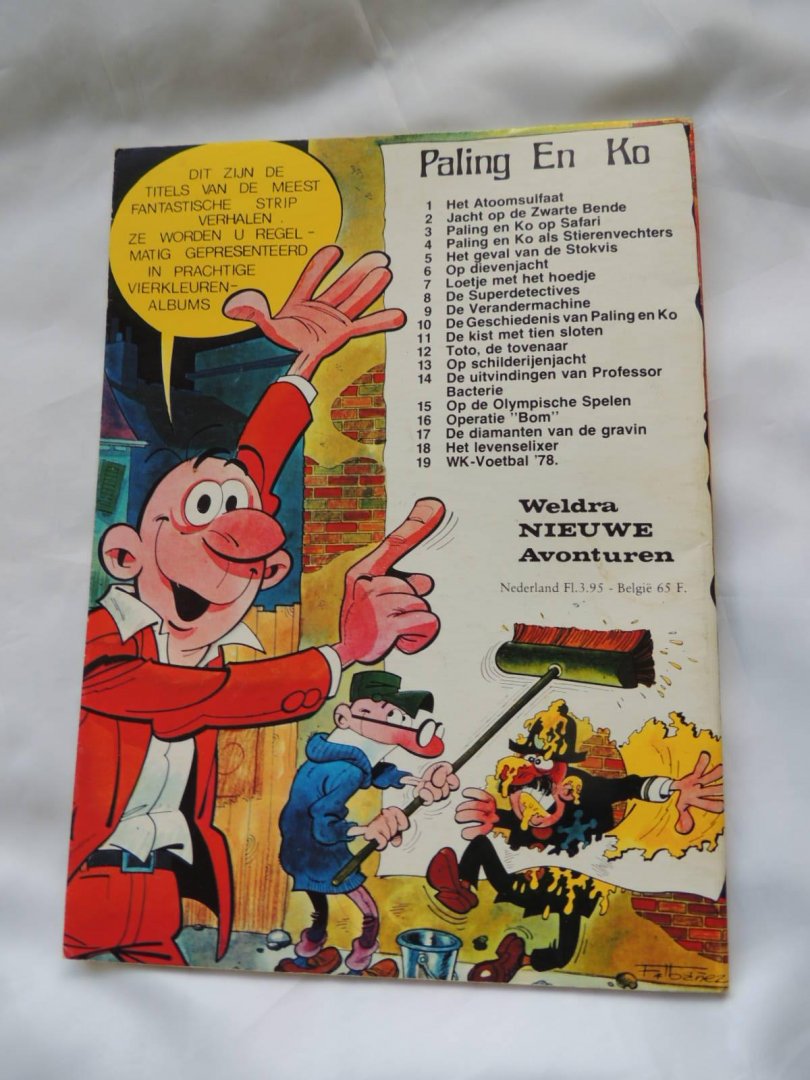 DIT ZIJN DE
TITELS VAN DE MEEST
FANTASTISCHE STRIP
VERHALEN.
ZE WORDEN U REGEL-
MATIG GEPRESENTEERD
IN PRACHTIGE
VIERKLEUREN-
ALBUMS
Paling En Ko
1 Het Atoomsulfaat
2 Jacht op de Zwarte Bende
3 Paling en Ko op Safari
4 Paling en Ko als Stierenvechters
5 Het geval van de Stokvis
6 Op dievenjacht
7 Loetje met het hoedje
8 De Superdetectives
9 De Verandermachine
10 De Geschiedenis van Paling en Ko
11 De kist met tien sloten
12 Toto, de tovenaar
13 Op schilderijenjacht
14 De uitvindingen van Professor
Bacterie
15 Op de Olympische Spelen
16 Operatie "Bom"
17 De diamanten van de gravin
18 Het levenselixer
19 WK-Voetbal '78.
Weldra
NIEUWE
Avonturen
Nederland Fl.3.95 - België 65 F.
F. Ibáñez